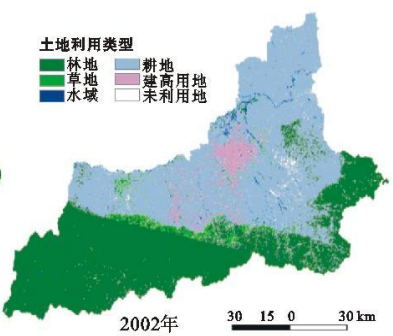 土地利用类型
林地 耕地
草地 建高用地
水域 未利用地
2002年
30 15 0 30 km